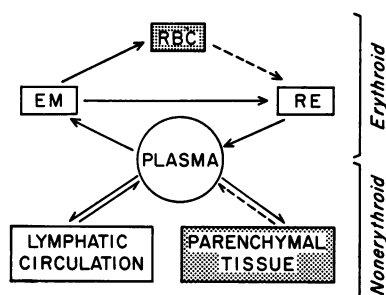 RBC
EM
RE
Erythroid
PLASMA
Nonerythroid
LYMPHATIC
CIRCULATION
PARENCHYMAL
TISSUE